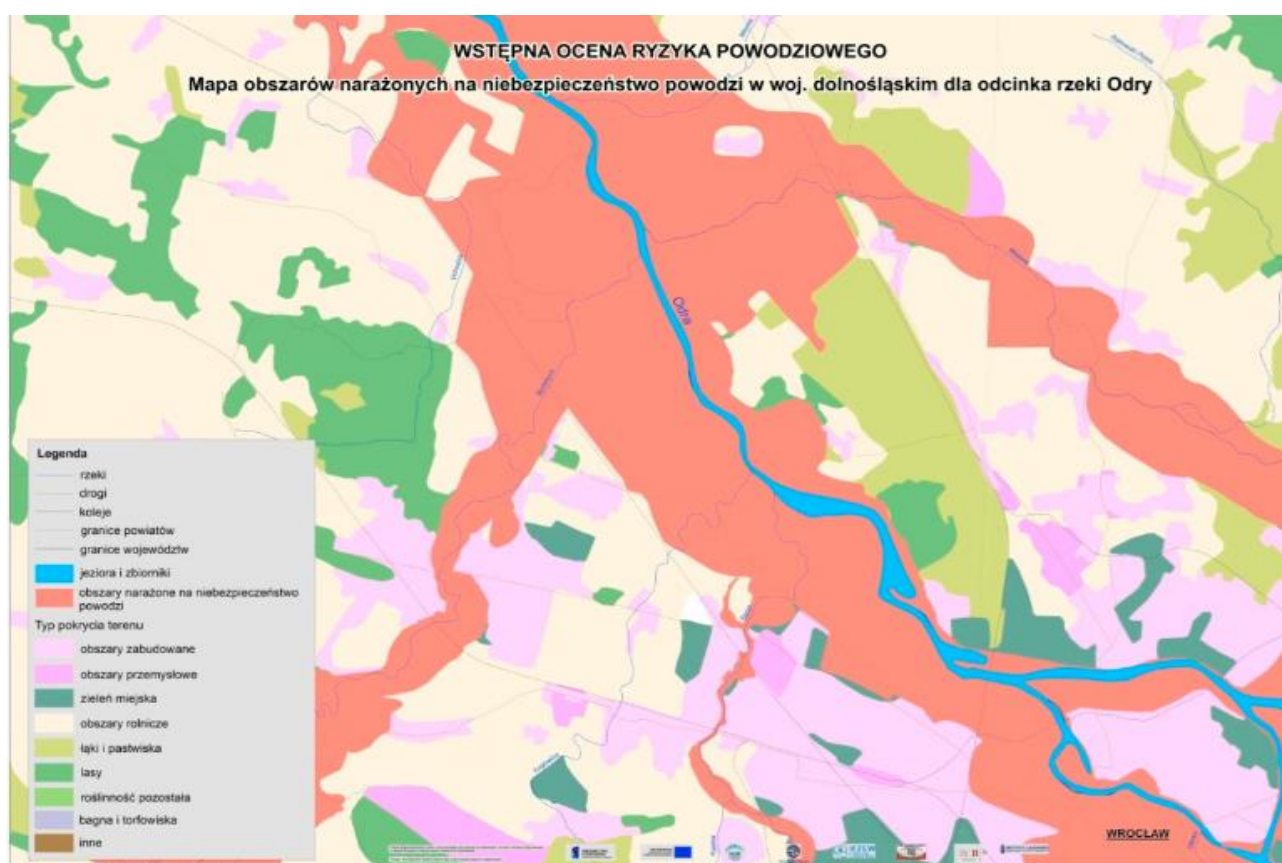 WSTĘPNA OCENA RYZYKA POWODZIOWEGO
Mapa obszarów narażonych na niebezpieczeństwo powodzi w woj. dolnośląskim dla odcinka rzeki Odry
Odra
Legenda
rzeki
drogi
koleje
granice powiatów
granice województw
jeziora i zbiorniki
obszary narażone na niebezpieczeństwo
powodzi
Typ pokrycia terenu
obszary zabudowane
obszary przemysłowe
zieleń miejska
obszary rolnicze
łąki i pastwiska
lasy
roślinność pozostała
bagna i torfowiska
inne
WROCŁAW